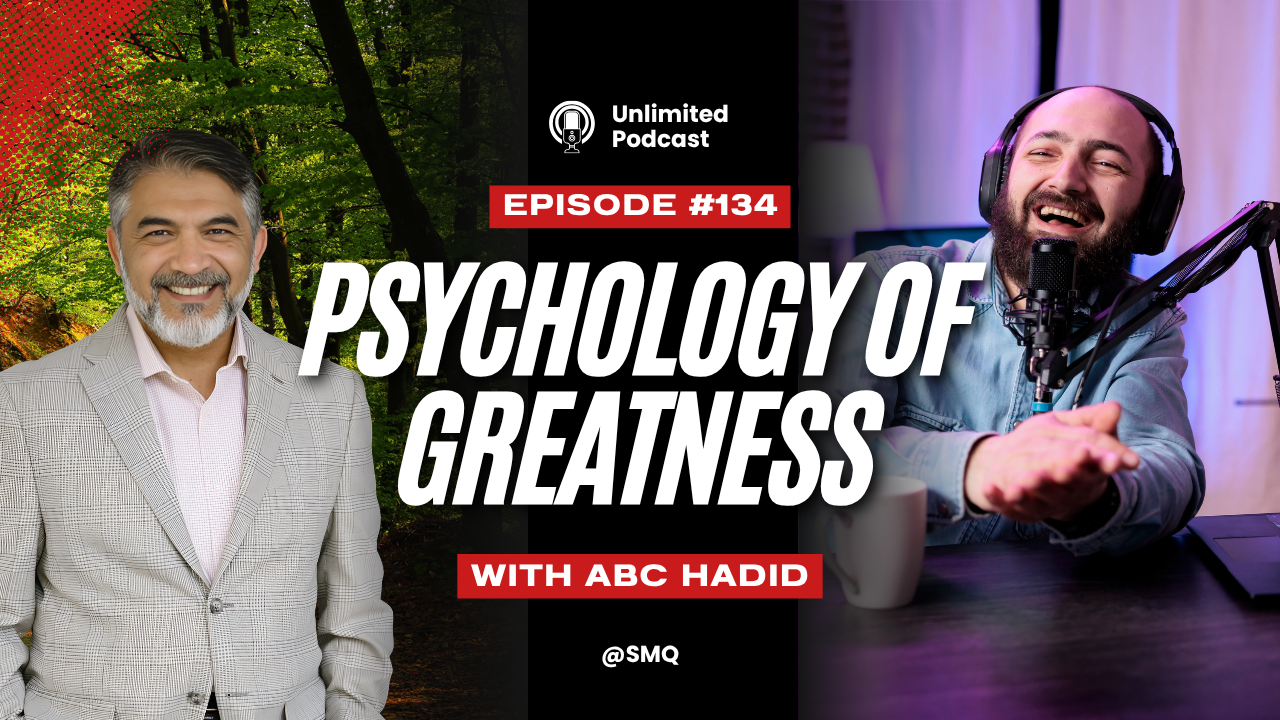 Unlimited
Podcast
EPISODE #134
PSYCHOLOGY OF
GREATNESS
WITH ABC HADID
@SMQ